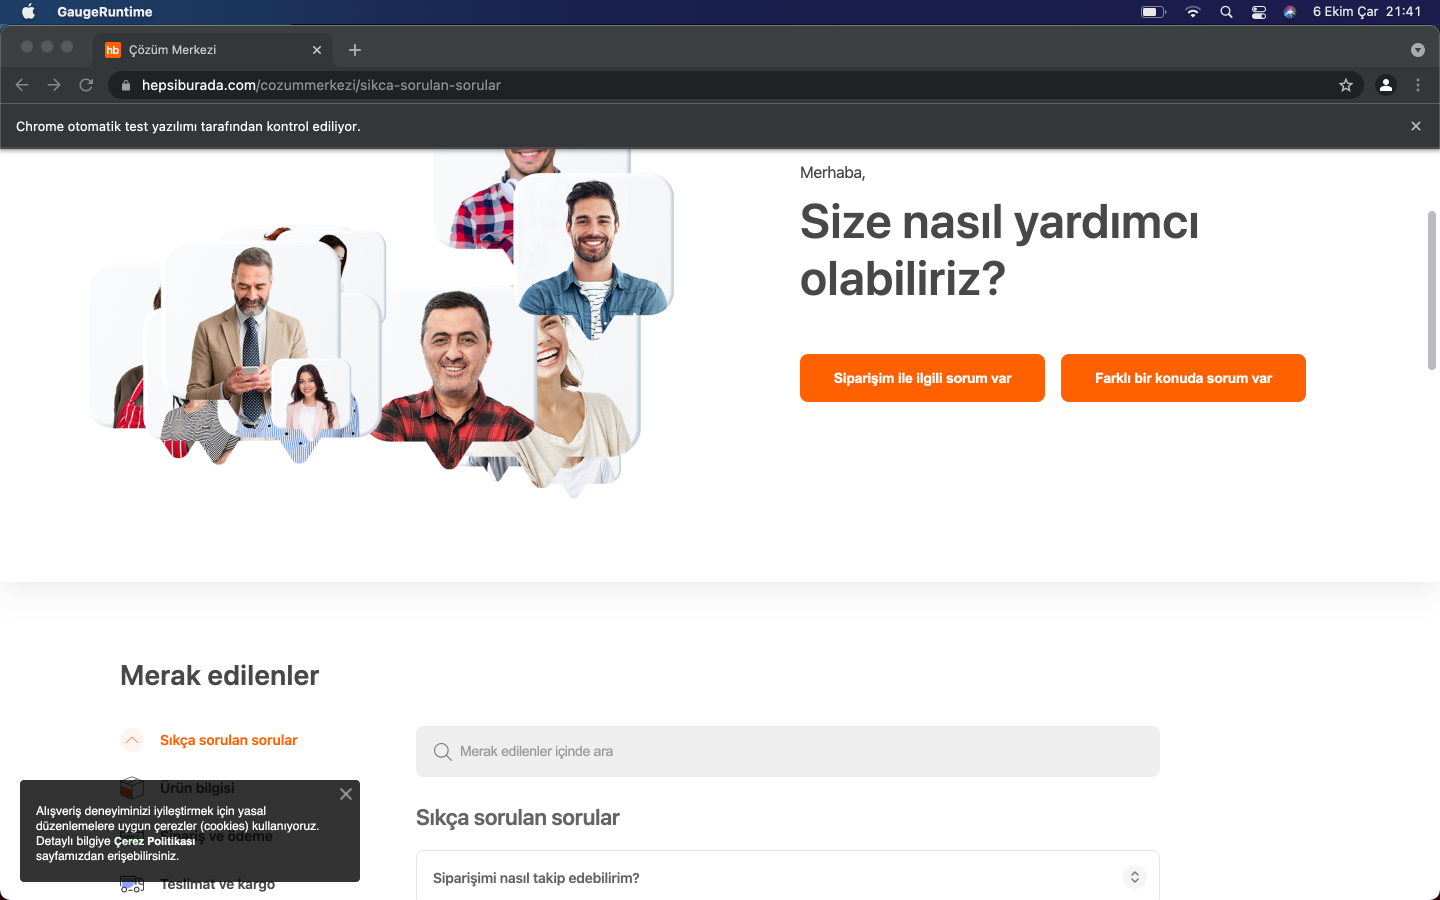 GaugeRuntime
6 Ekim Çar 21:41
hb Çözüm Merkezi
hepsiburada.com/cozummerkezi/sikca-sorulan-sorular
Chrome otomatik test yazılımı tarafından kontrol ediliyor.
Merhaba,
Size nasıl yardımcı
olabiliriz?
Siparişim ile ilgili sorum var
Farklı bir konuda sorum var
Merak edilenler
Sıkça sorulan sorular
Ürün bilgisi
Sipariş ve ödeme
Teslimat ve kargo
Alışveriş deneyiminizi iyileştirmek için yasal
düzenlemelere uygun çerezler (cookies) kullanıyoruz.
Detaylı bilgiye Çerez Politikası
sayfamızdan erişebilirsiniz.
Merak edilenler içinde ara
Sıkça sorulan sorular
Siparişimi nasıl takip edebilirim?